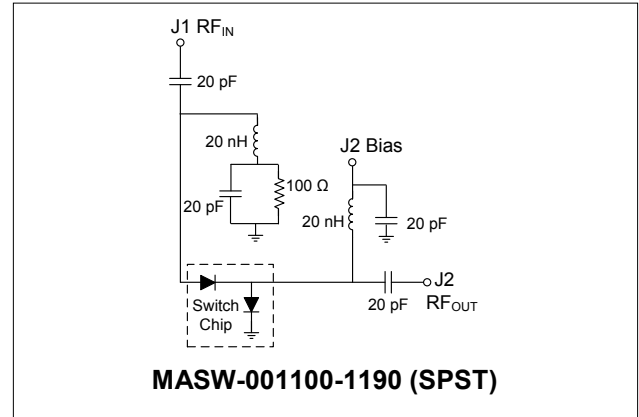 J1 RF_IN
20 pF
20 nH
J2 Bias
100 Ω
20 pF
20 nH
20 pF
Switch
Chip
20 pF
J2
RF_OUT
MASW-001100-1190 (SPST)